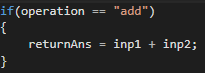 if(operation == "add")
{
    returnAns = inp1 + inp2;
}